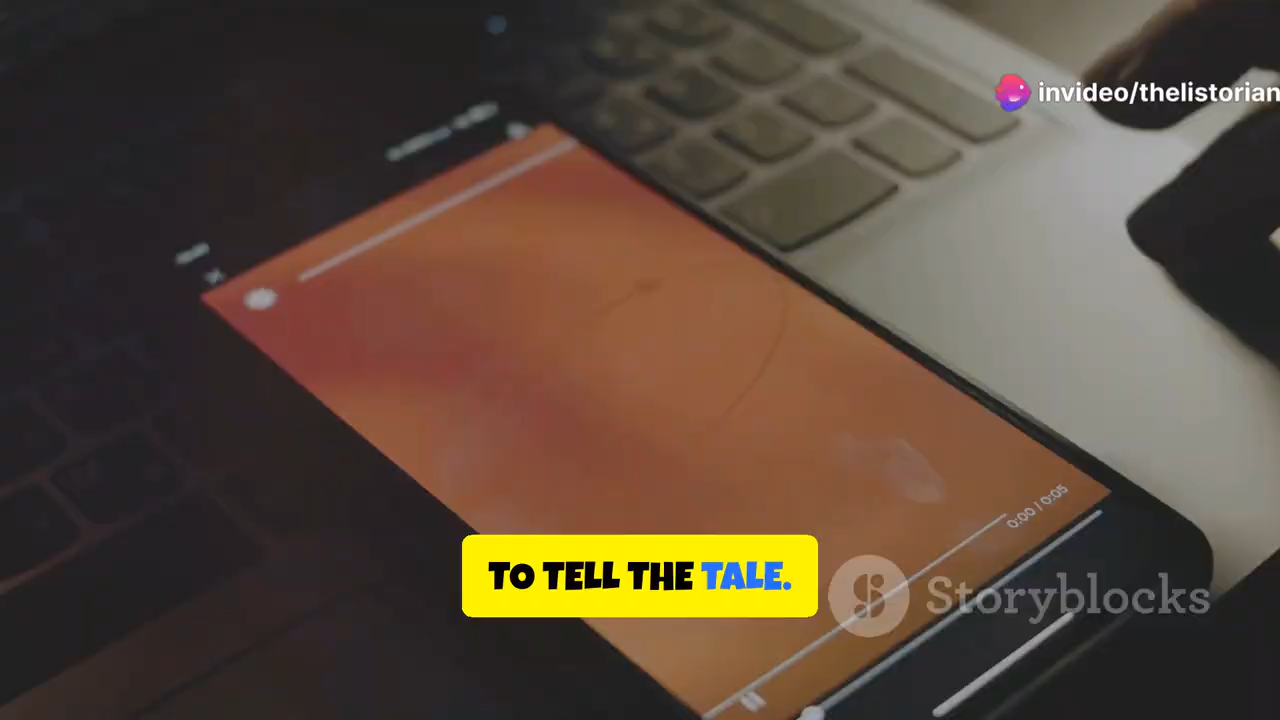 invideo/thelistorian
0:00 / 0:05
TO TELL THE TALE.
Storyblocks